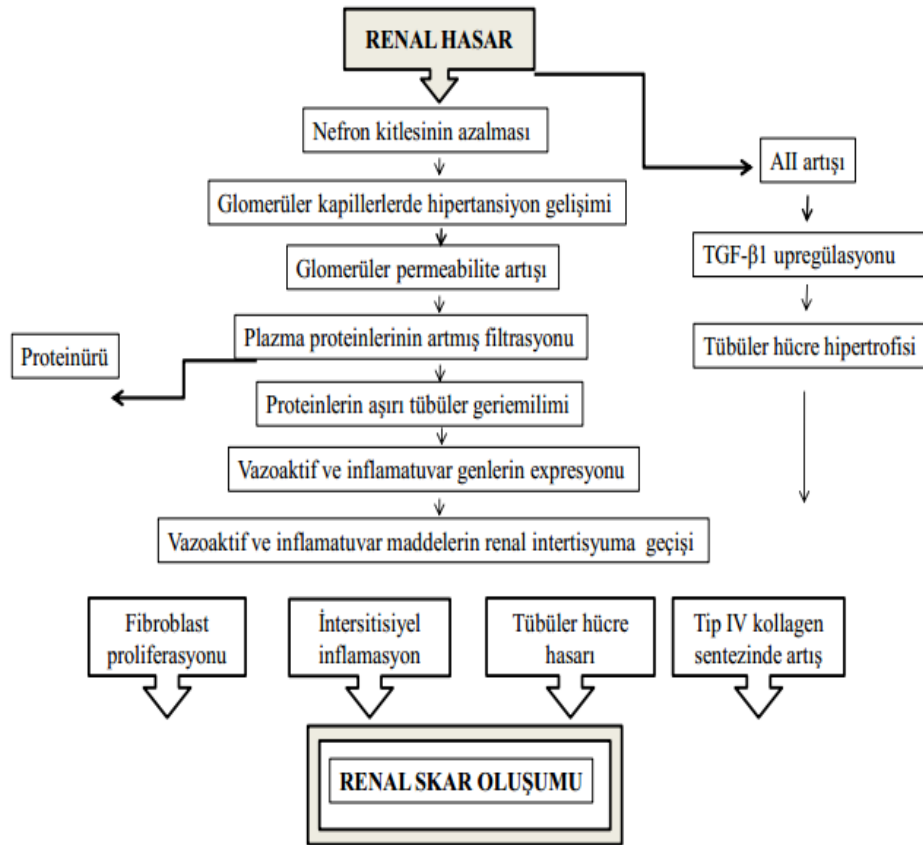 RENAL HASAR
Nefron kitlesinin azalması
AII artışı
Glomerüler kapillerlerde hipertansiyon gelişimi
TGF-β1 upregülasyonu
Glomerüler permeabilite artışı
Plazma proteinlerinin artmış filtrasyonu
Tübüler hücre hipertrofisi
Proteinürü
Proteinlerin aşırı tübüler geriemilimi
Vazoaktif ve inflamatuvar genlerin expresyonu
Vazoaktif ve inflamatuvar maddelerin renal intertisyuma geçişi
Fibroblast
proliferasyonu
İntersitisiyel
inflamasyon
Tübüler hücre
hasarı
Tip IV kollagen
sentezinde artış
RENAL SKAR OLUŞUMU